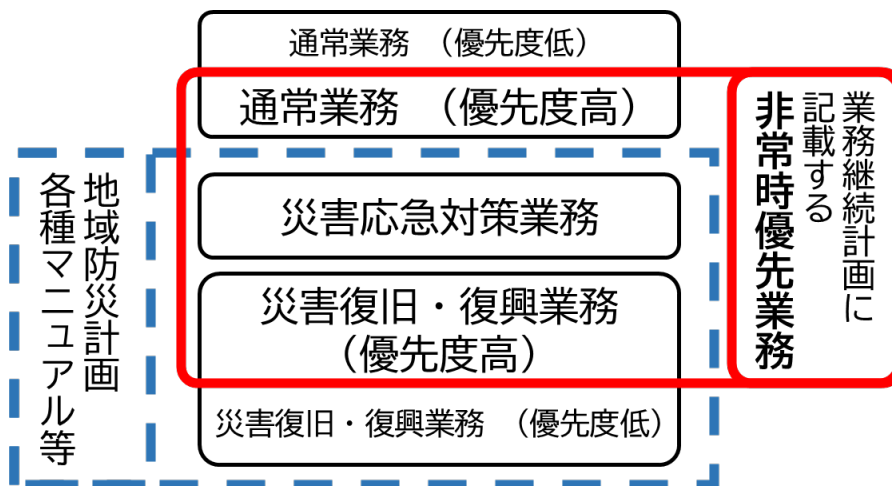 通常業務 （優先度低）
通常業務 （優先度高）
災害応急対策業務
災害復旧・復興業務
（優先度高）
災害復旧・復興業務 （優先度低）
地域防災計画
各種マニュアル等
業務継続計画に
記載する
非常時優先業務